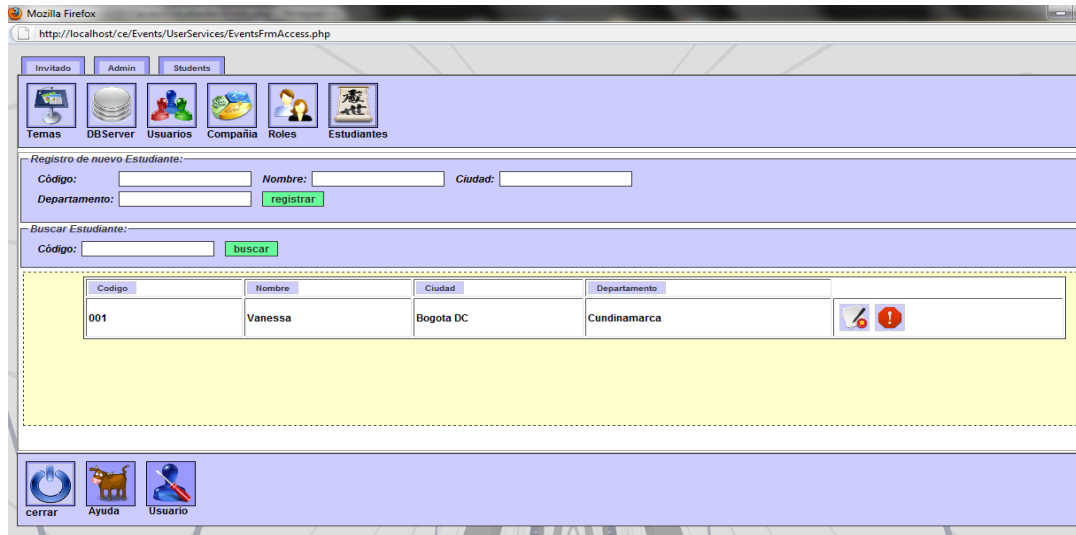 Mozilla Firefox
http://localhost/ce/Events/UserServices/EventsFrmAccess.php
Invitado Admin Students
Temas DBServer Usuarios Compañia Roles Estudiantes
Registro de nuevo Estudiante:
Código: Nombre: Ciudad:
Departamento: registrar
Buscar Estudiante:
Código: buscar
Codigo Nombre Ciudad Departamento
001 Vanessa Bogota DC Cundinamarca
cerrar Ayuda Usuario